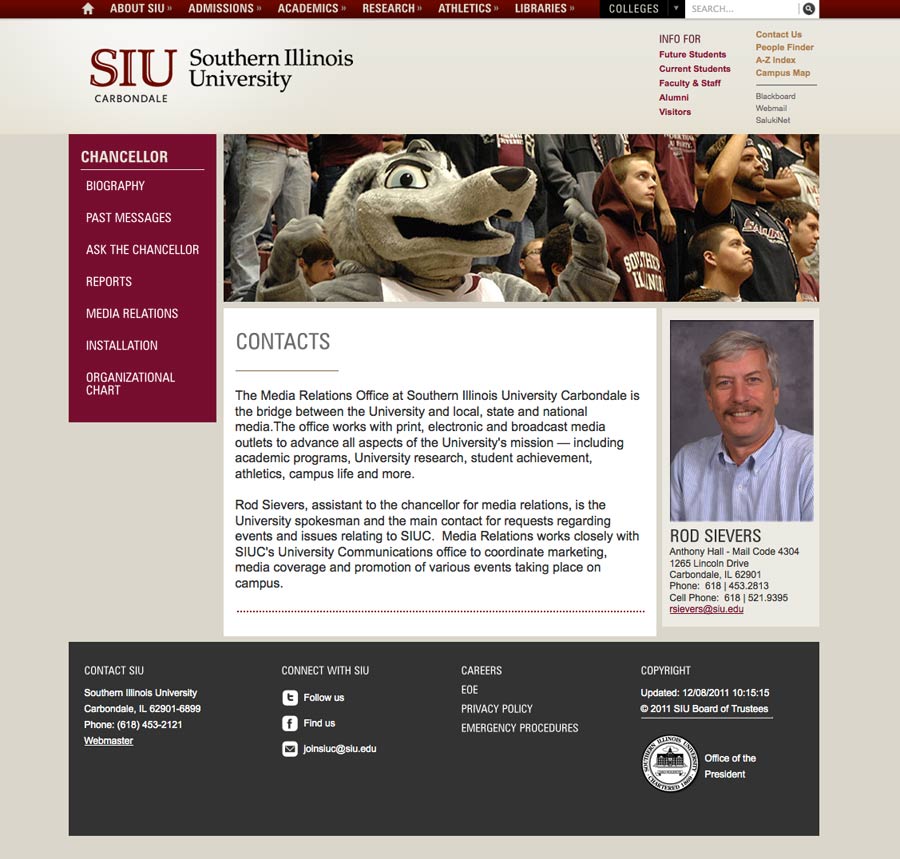 ABOUT SIU »
ADMISSIONS »
ACADEMICS »
RESEARCH »
ATHLETICS »
LIBRARIES »
COLLEGES ▼
SEARCH...
SIU
CARBONDALE
Southern Illinois
University
INFO FOR
Future Students
Current Students
Faculty & Staff
Alumni
Visitors
Contact Us
People Finder
A-Z Index
Campus Map
Blackboard
Webmail
SalukiNet
CHANCELLOR
BIOGRAPHY
PAST MESSAGES
ASK THE CHANCELLOR
REPORTS
MEDIA RELATIONS
INSTALLATION
ORGANIZATIONAL
CHART
CONTACTS
The Media Relations Office at Southern Illinois University Carbondale is
the bridge between the University and local, state and national
media.The office works with print, electronic and broadcast media
outlets to advance all aspects of the University's mission — including
academic programs, University research, student achievement,
athletics, campus life and more.
Rod Sievers, assistant to the chancellor for media relations, is the
University spokesman and the main contact for requests regarding
events and issues relating to SIUC.  Media Relations works closely with
SIUC's University Communications office to coordinate marketing,
media coverage and promotion of various events taking place on
campus.
ROD SIEVERS
Anthony Hall - Mail Code 4304
1265 Lincoln Drive
Carbondale, IL 62901
Phone:  618 | 453.2813
Cell Phone:  618 | 521.9395
rsievers@siu.edu
CONTACT SIU
Southern Illinois University
Carbondale, IL 62901-6899
Phone: (618) 453-2121
Webmaster
CONNECT WITH SIU
Follow us
Find us
joinsiuc@siu.edu
CAREERS
EOE
PRIVACY POLICY
EMERGENCY PROCEDURES
COPYRIGHT
Updated: 12/08/2011 10:15:15
© 2011 SIU Board of Trustees
SOUTHERN ILLINOIS UNIVERSITY
CHARTERED 1869
Office of the
President